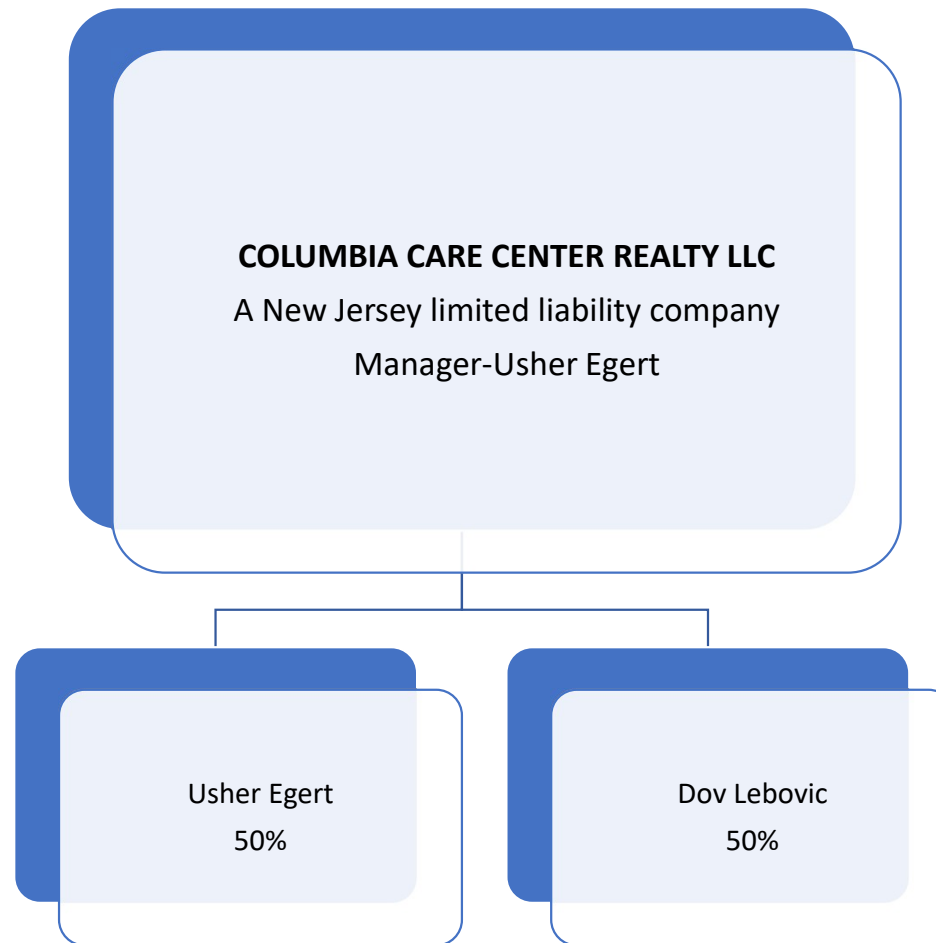 COLUMBIA CARE CENTER REALTY LLC
A New Jersey limited liability company
Manager-Usher Egert
Usher Egert
50%
Dov Lebovic
50%